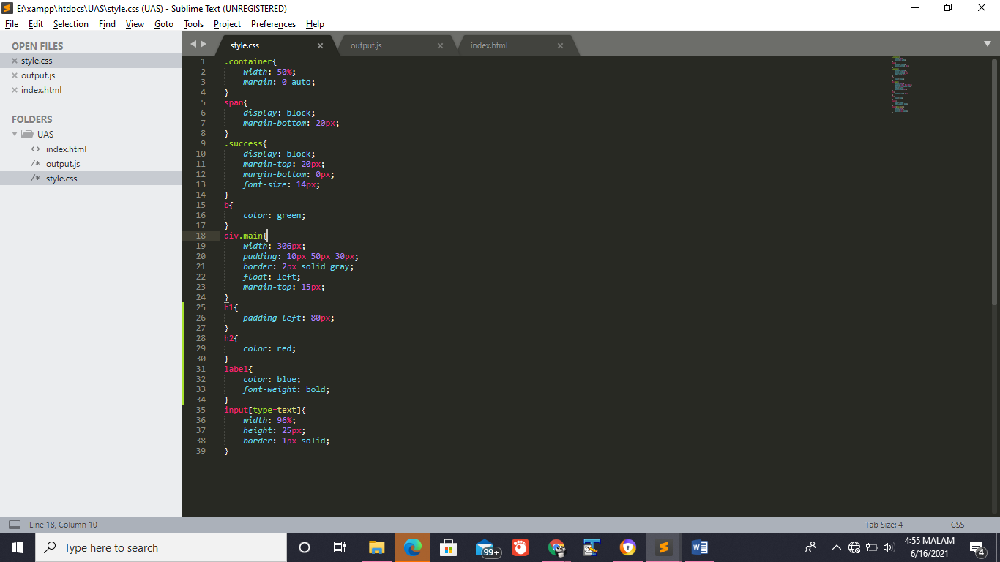 E:\xampp\htdocs\UAS\style.css (UAS) - Sublime Text (UNREGISTERED)
File Edit Selection Find View Goto Tools Project Preferences Help
OPEN FILES
style.css
output.js
index.html
FOLDERS
UAS
index.html
output.js
style.css
style.css output.js index.html
1 .container{
2 width: 50%;
3 margin: 0 auto;
4 }
5 span{
6 display: block;
7 margin-bottom: 20px;
8 }
9 .success{
10 display: block;
11 margin-top: 20px;
12 margin-bottom: 0px;
13 font-size: 14px;
14 }
15 b{
16 color: green;
17 }
18 div.main{
19 width: 306px;
20 padding: 10px 50px 30px;
21 border: 2px solid gray;
22 float: left;
23 margin-top: 15px;
24 }
25 h1{
26 padding-left: 80px;
27 }
28 h2{
29 color: red;
30 }
31 label{
32 color: blue;
33 font-weight: bold;
34 }
35 input[type=text]{
36 width: 96%;
37 height: 25px;
38 border: 1px solid;
39 }
Line 18, Column 10 Tab Size: 4 CSS
Type here to search
99+
4:55 MALAM
6/16/2021
4